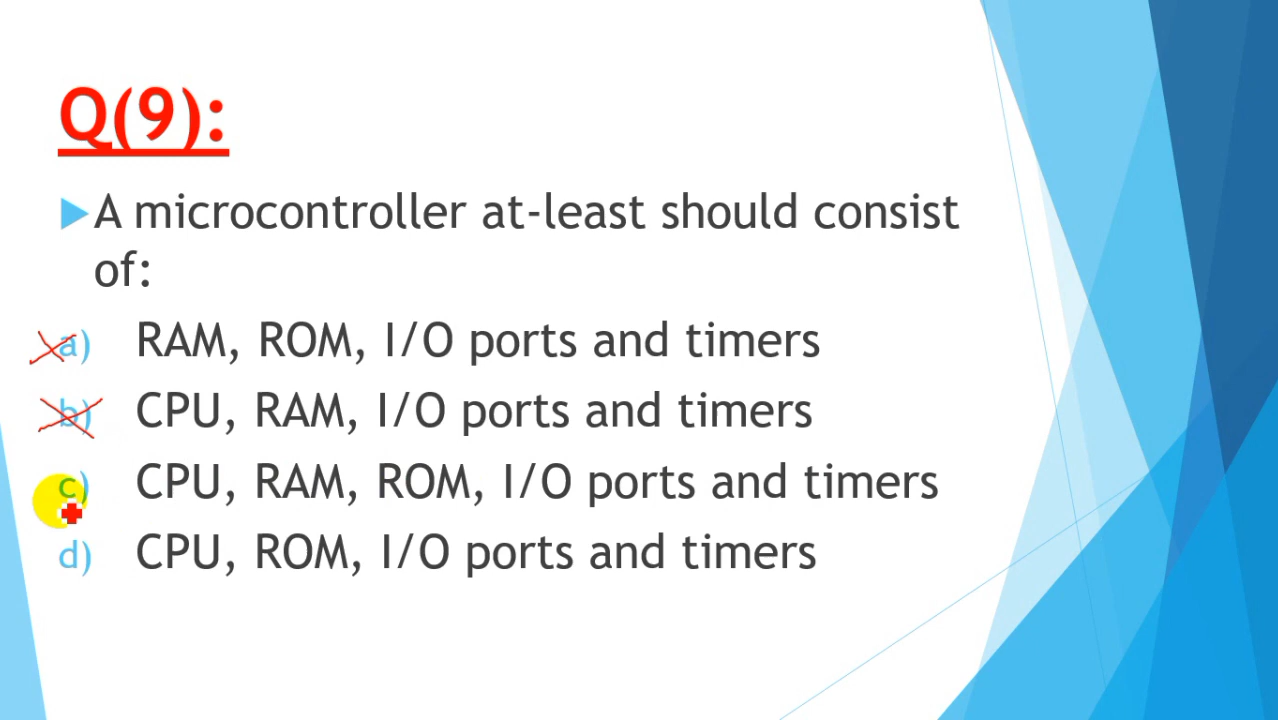 Q(9):
A microcontroller at-least should consist
of:
a) RAM, ROM, I/O ports and timers
b) CPU, RAM, I/O ports and timers
c) CPU, RAM, ROM, I/O ports and timers
d) CPU, ROM, I/O ports and timers